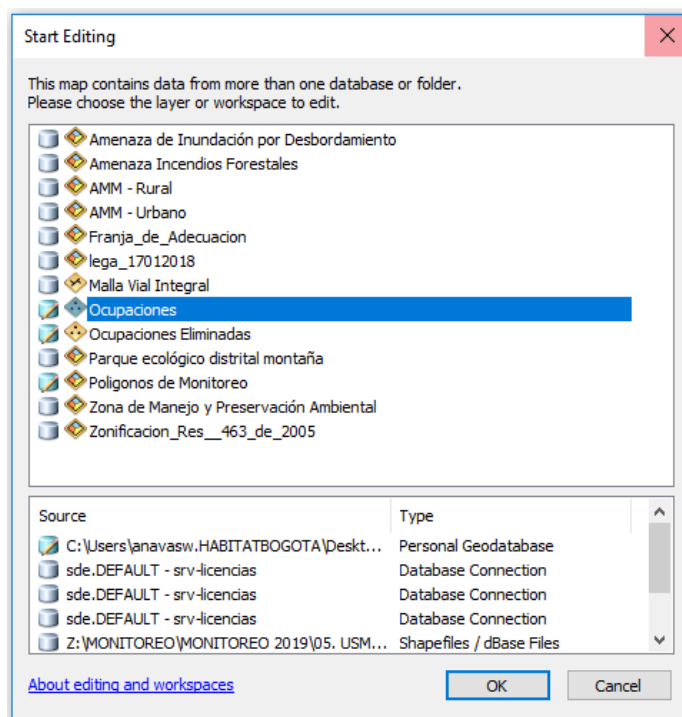 Start Editing
This map contains data from more than one database or folder.
Please choose the layer or workspace to edit.
Amenaza de Inundación por Desbordamiento
Amenaza Incendios Forestales
AMM - Rural
AMM - Urbano
Franja_de_Adecuacion
lega_17012018
Malla Vial Integral
Ocupaciones
Ocupaciones Eliminadas
Parque ecológico distrital montaña
Poligonos de Monitoreo
Zona de Manejo y Preservación Ambiental
Zonificacion_Res__463_de_2005
Source Type
C:\Users\anavasw.HABITATBOGOTA\Deskt... Personal Geodatabase
sde.DEFAULT - srv-licencias Database Connection
sde.DEFAULT - srv-licencias Database Connection
sde.DEFAULT - srv-licencias Database Connection
Z:\MONITOREO\MONITOREO 2019\05. USM... Shapefiles / dBase Files
About editing and workspaces OK Cancel